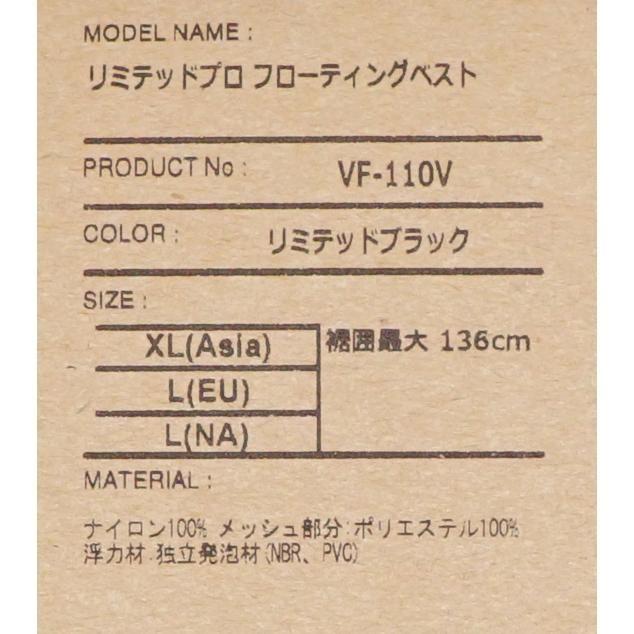 MODEL NAME :
リミテッドプロ フローティングベスト
PRODUCT No : VF-110V
COLOR : リミテッドブラック
SIZE :
XL(Asia) 裾囲最大 136cm
L(EU)
L(NA)
MATERIAL :
ナイロン100% メッシュ部分:ポリエステル100%
浮力材:独立発泡材(NBR、PVC)